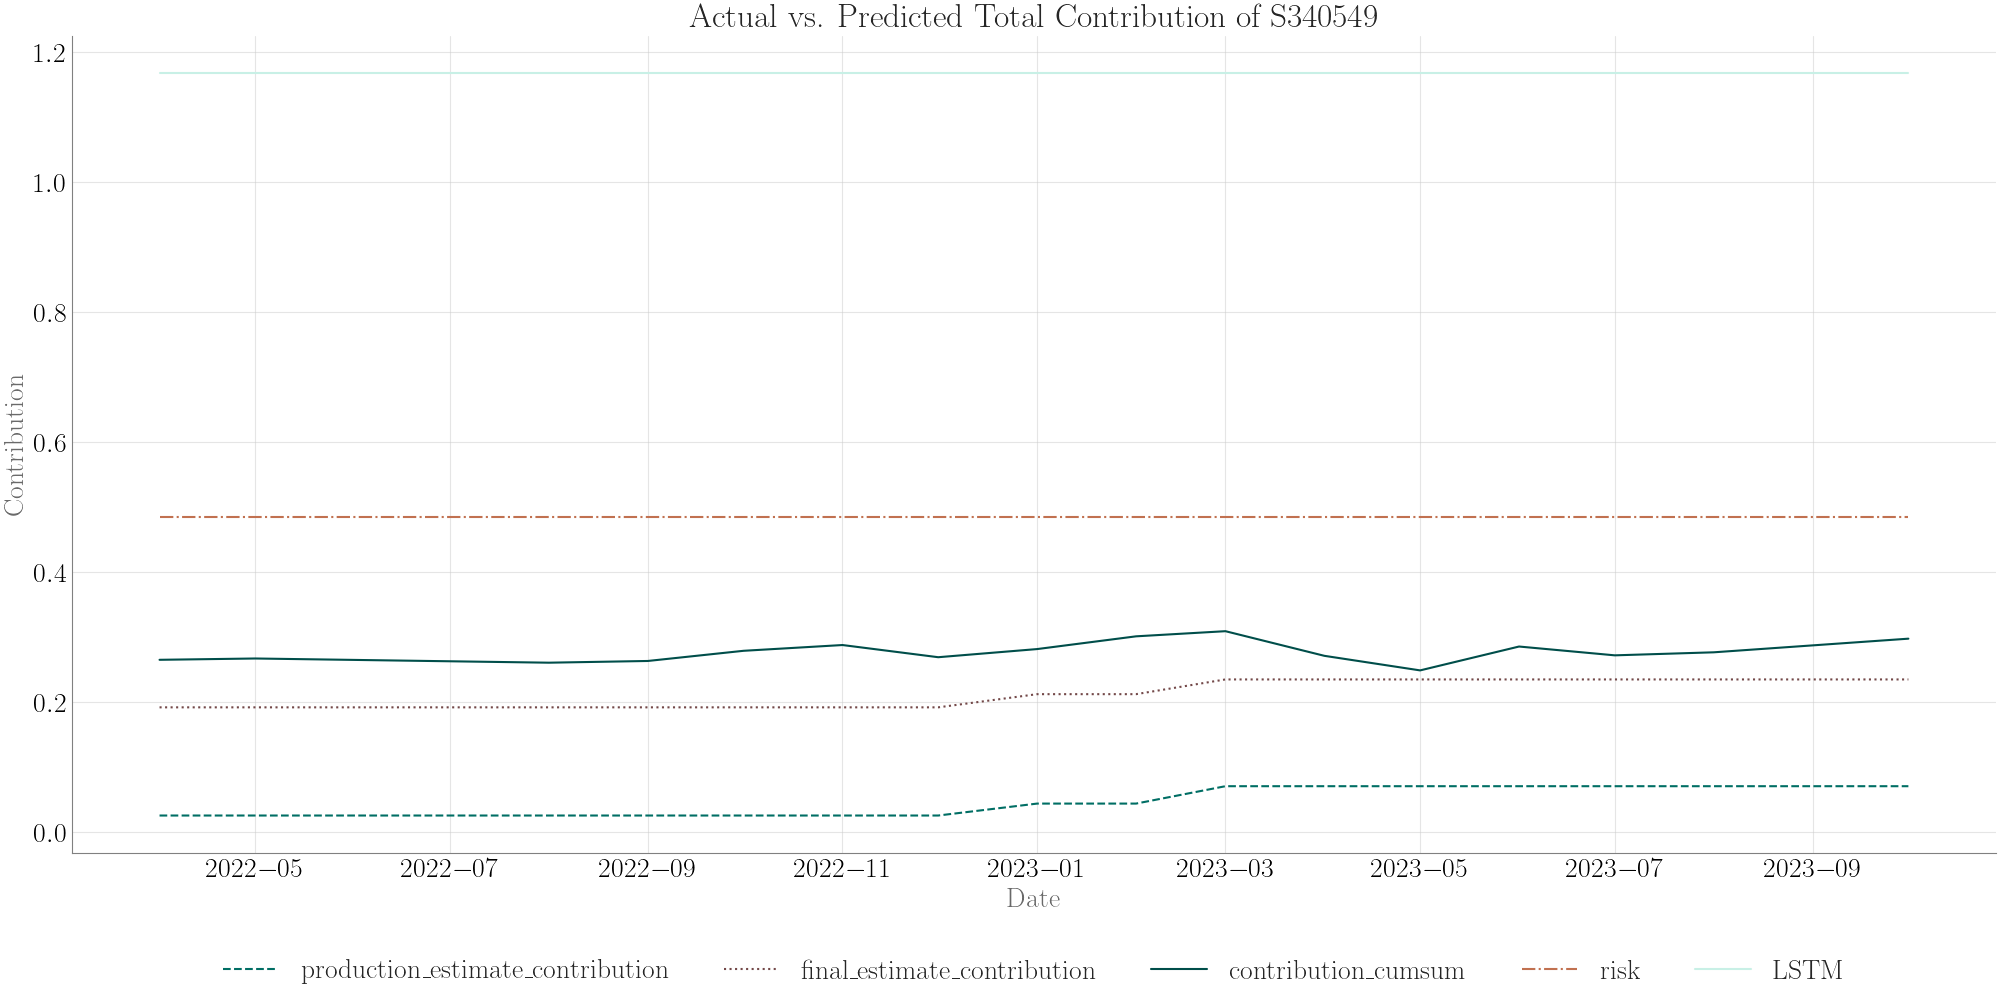 Actual vs. Predicted Total Contribution of S340549
1.2
1.0
0.8
0.6
0.4
0.2
0.0
Contribution
2022−05 2022−07 2022−09 2022−11 2023−01 2023−03 2023−05 2023−07 2023−09
Date
production_estimate_contribution final_estimate_contribution contribution_cumsum risk LSTM